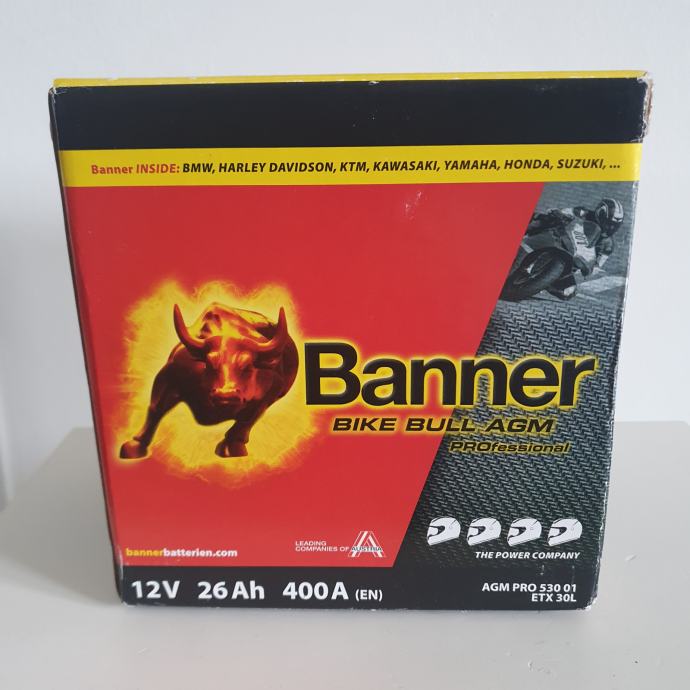 Banner INSIDE: BMW, HARLEY DAVIDSON, KTM, KAWASAKI, YAMAHA, HONDA, SUZUKI, ...
Banner
BIKE BULL AGM
PROfessional
THE POWER COMPANY
LEADING
COMPANIES OF AUSTRIA
bannerbatterien.com
12V 26Ah 400A (EN)
AGM PRO 530 01
ETX 30L